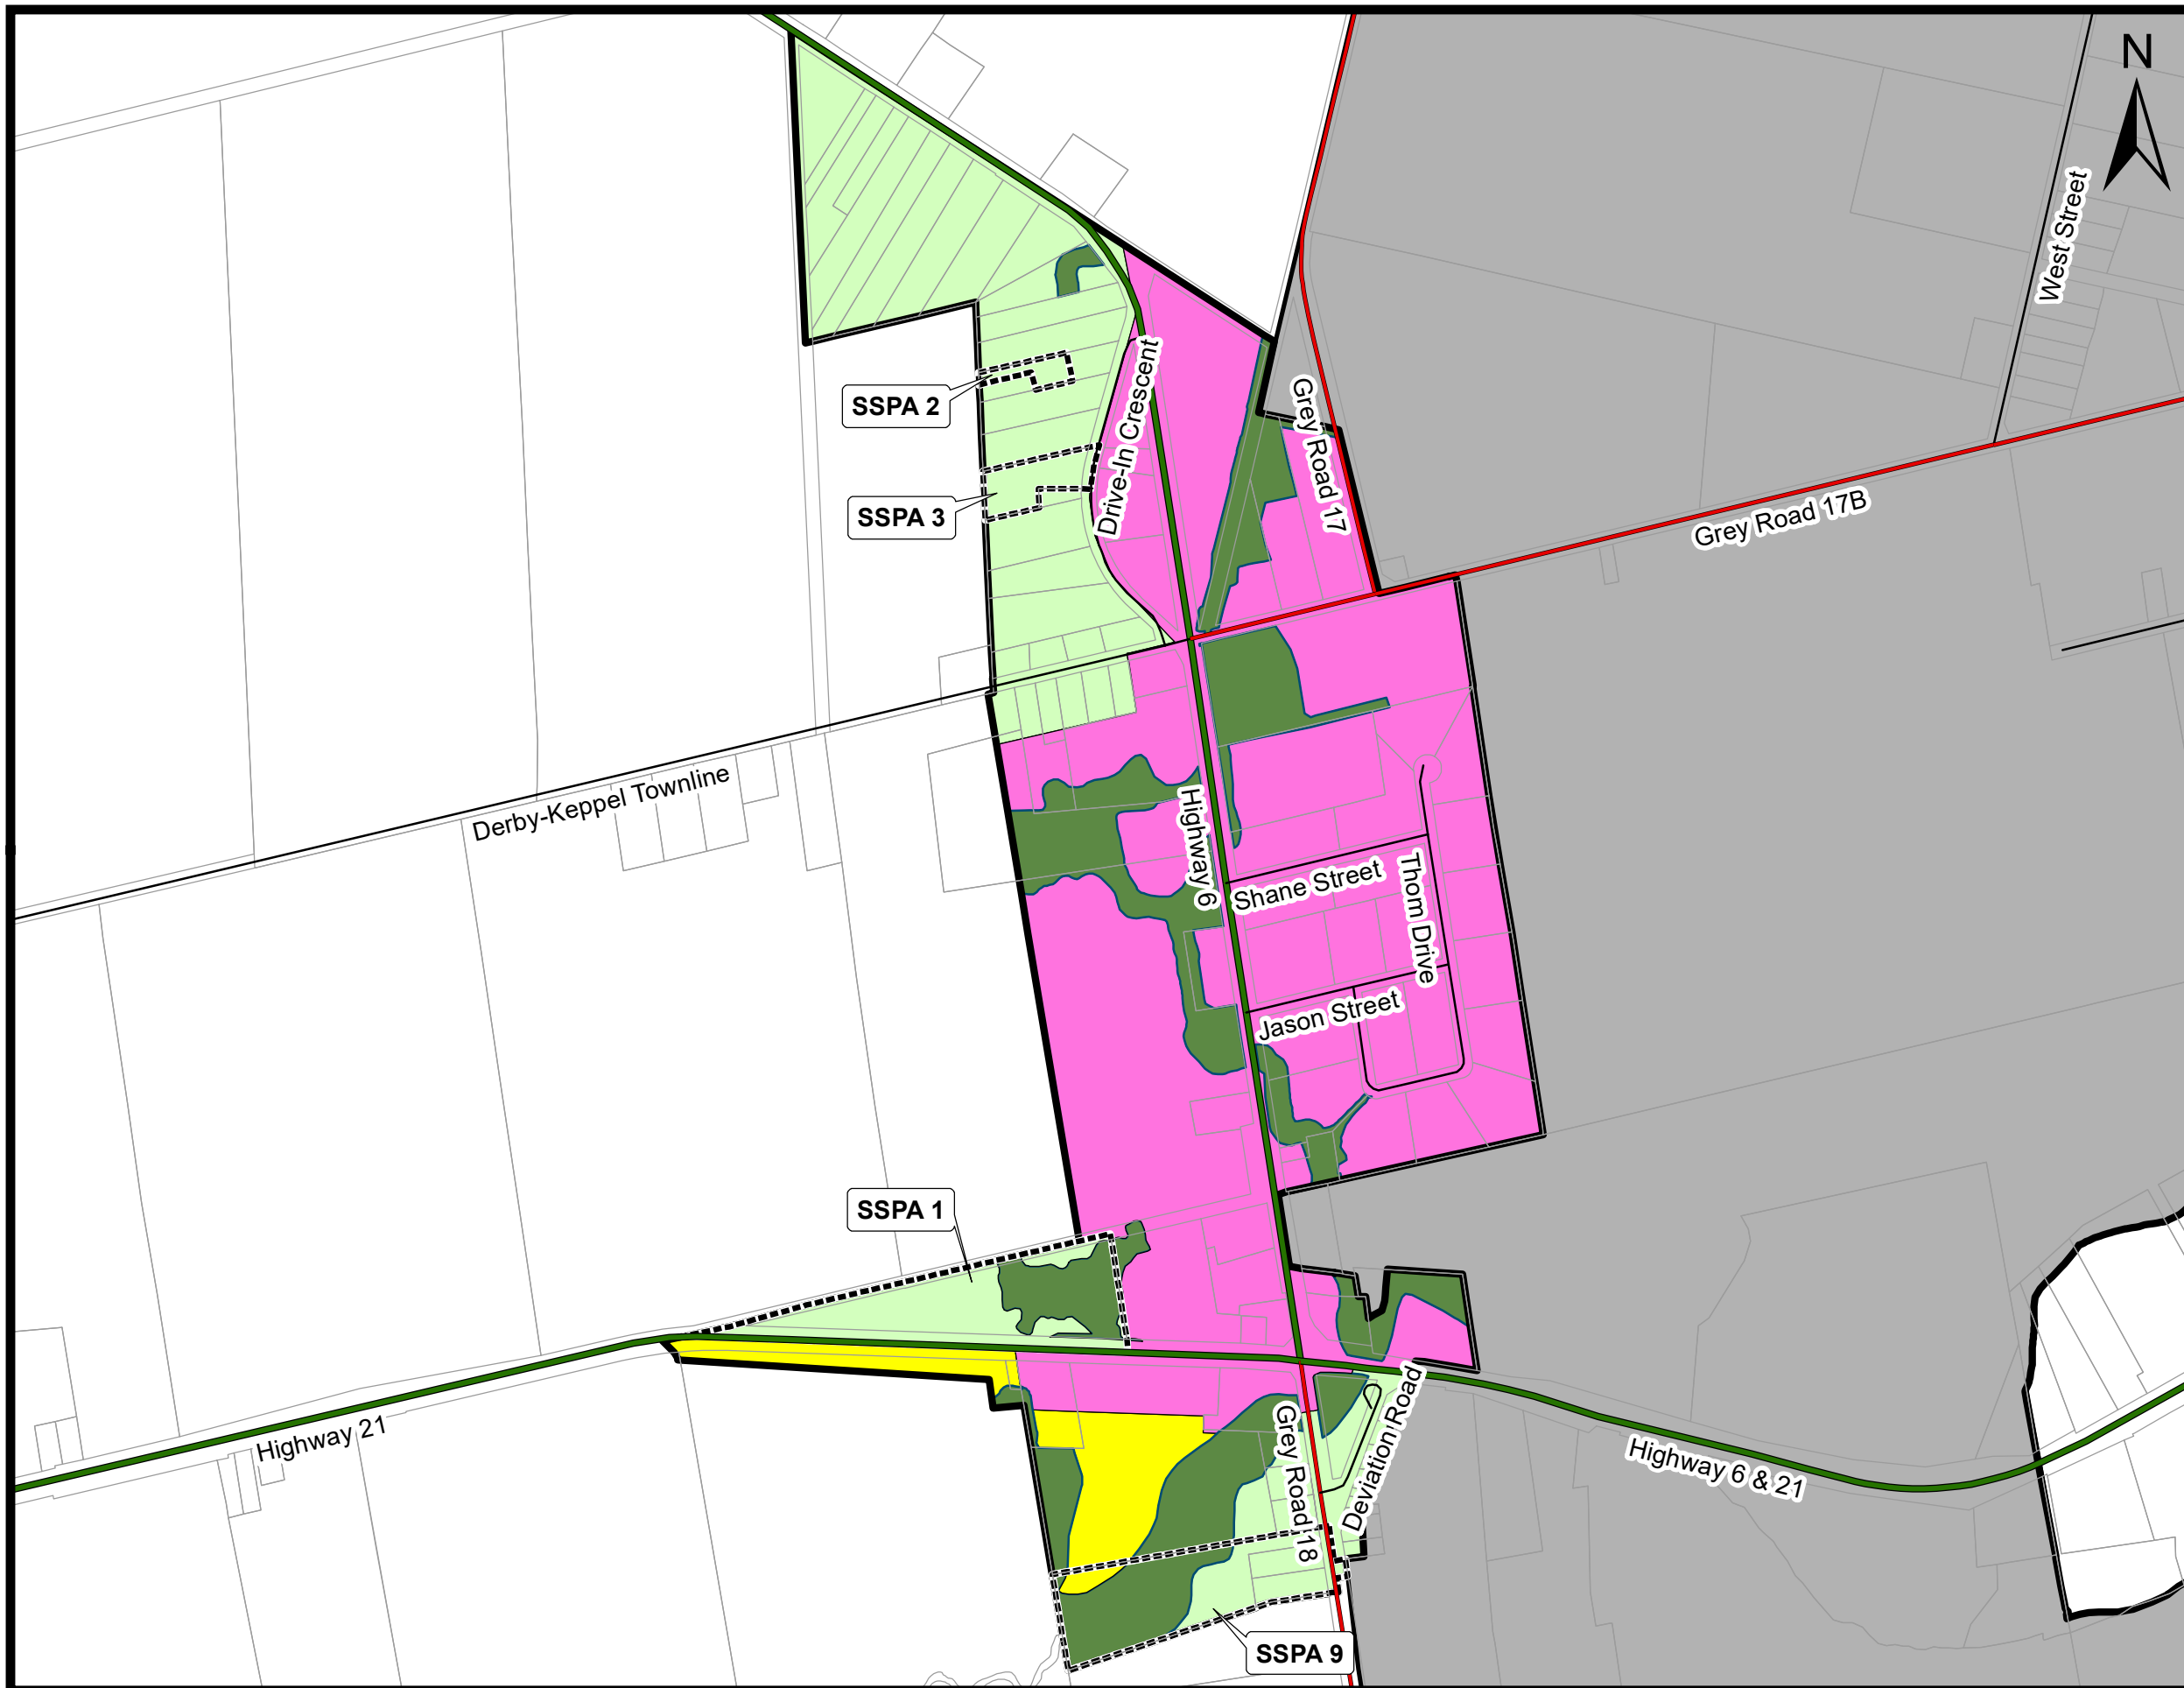 N
West Street
Drive-In Crescent
SSPA 2
Grey Road 17
SSPA 3
Grey Road 17B
Derby-Keppel Townline
Highway 6
Shane Street
Thom Drive
Jason Street
SSPA 1
Highway 21
Grey Road 18
Deviation Road
Highway 6 & 21
SSPA 9